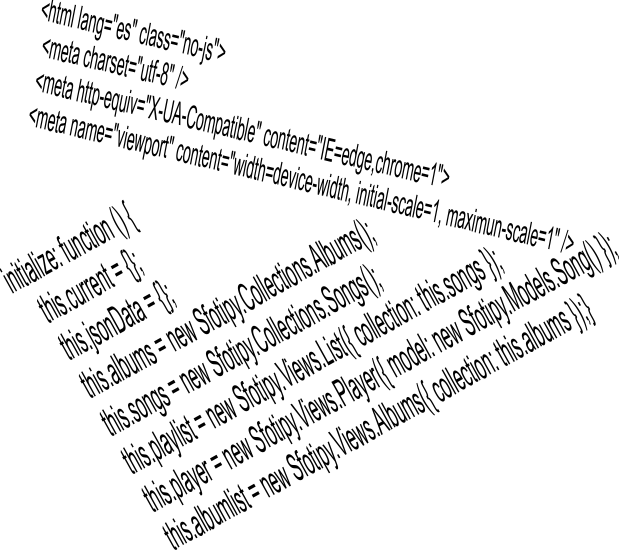 <html lang="es" class="no-js">
<meta charset="utf-8" />
<meta http-equiv="X-UA-Compatible" content="IE=edge,chrome=1">
<meta name="viewport" content="width=device-width, initial-scale=1, maximun-scale=1" />
initialize: function () {
this.current = {};
this.jsonData = {};
this.albums = new Sfotipy.Collections.Albums();
this.songs = new Sfotipy.Collections.Songs();
this.playlist = new Sfotipy.Views.List({ collection: this.songs });
this.player = new Sfotipy.Views.Player({ model: new Sfotipy.Models.Song() });
this.albumlist = new Sfotipy.Views.Albums({ collection: this.albums });}